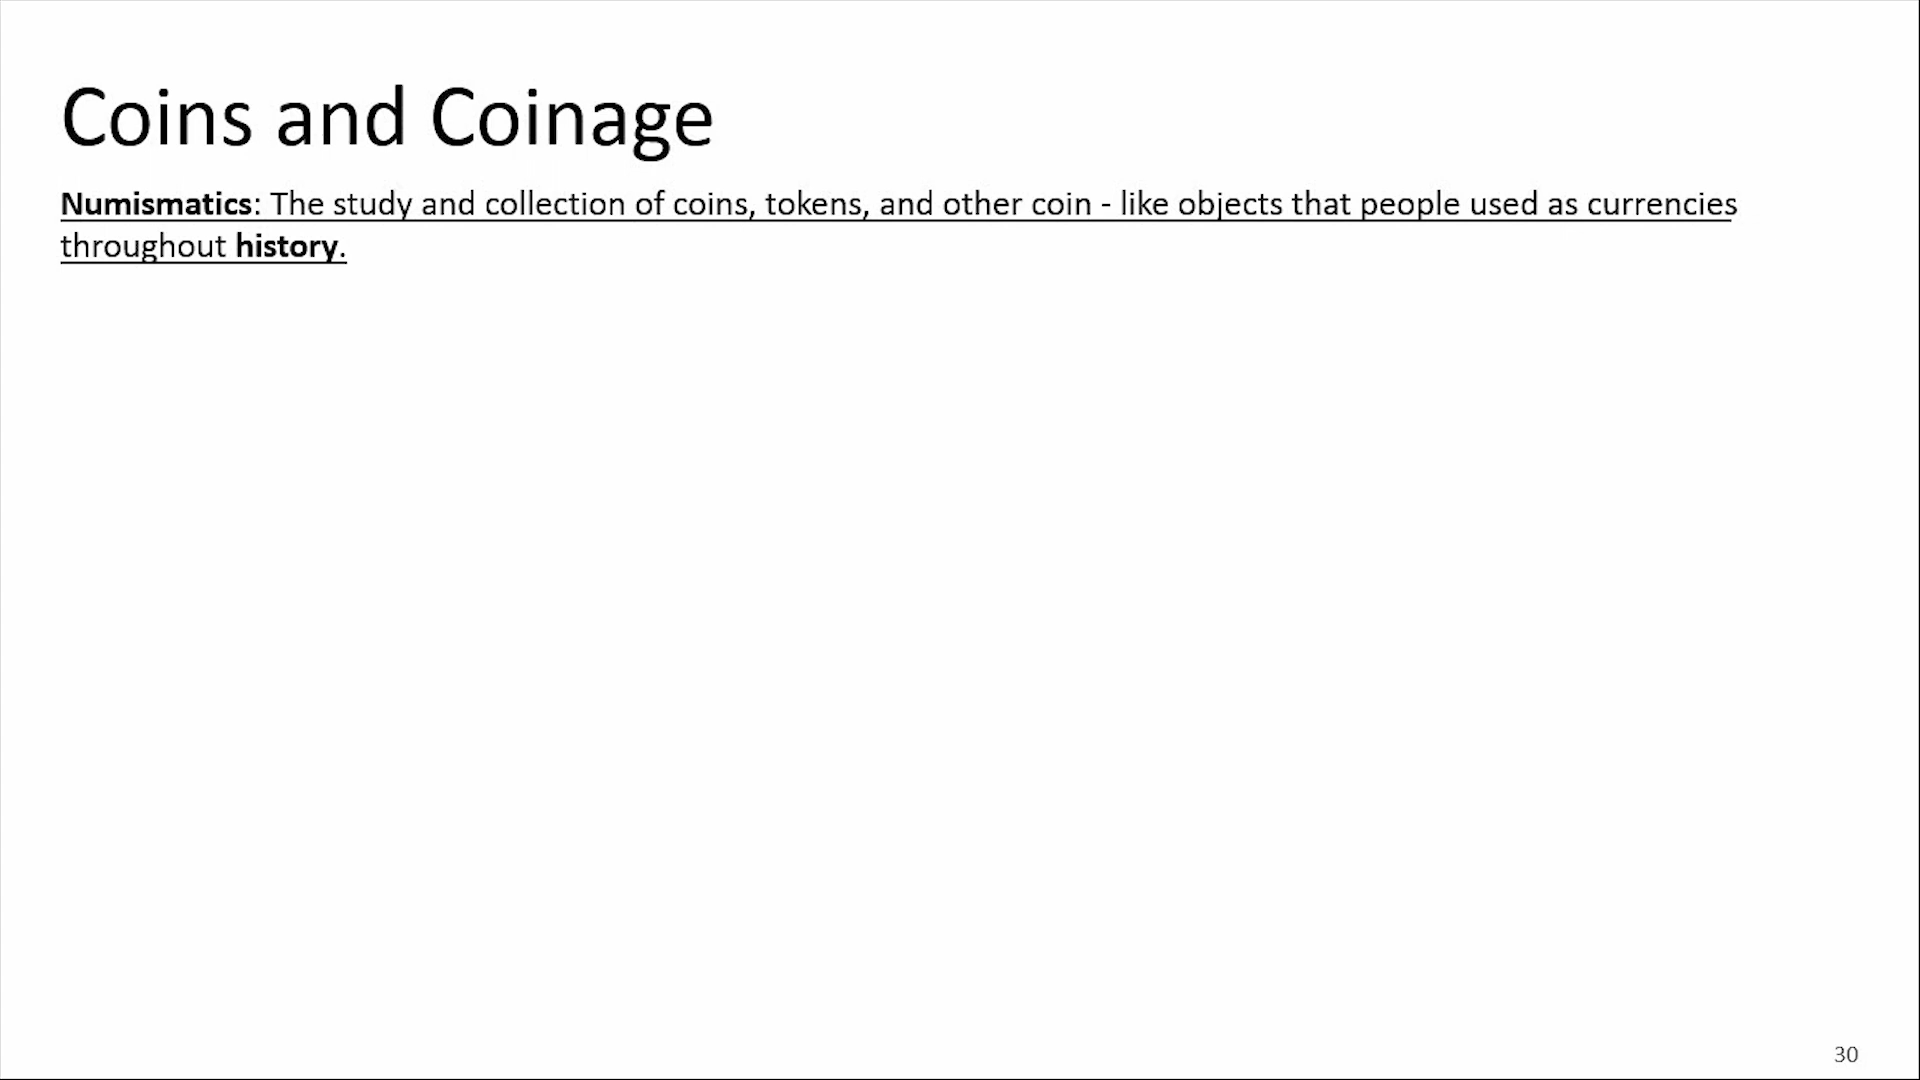 Coins and Coinage
Numismatics: The study and collection of coins, tokens, and other coin - like objects that people used as currencies
throughout history.
30